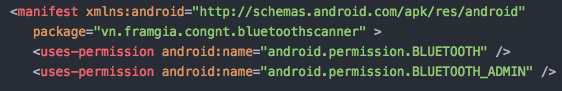 <manifest xmlns:android="http://schemas.android.com/apk/res/android"
package="vn.framgia.congnt.bluetoothscanner" >
<uses-permission android:name="android.permission.BLUETOOTH" />
<uses-permission android:name="android.permission.BLUETOOTH_ADMIN" />